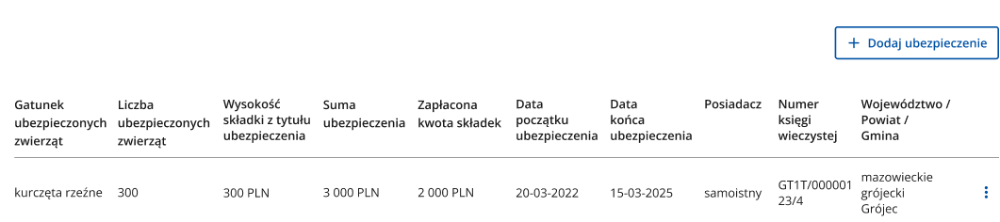 + Dodaj ubezpieczenie
Gatunek
ubezpieczonych
zwierząt
Liczba
ubezpieczonych
zwierząt
Wysokość
składki z tytułu
ubezpieczenia
Suma
ubezpieczenia
Zapłacona
kwota składek
Data
początku
ubezpieczenia
Data
końca
ubezpieczenia
Posiadacz
Numer
księgi
wieczystej
Województwo /
Powiat /
Gmina
kurczęta rzeźne
300
300 PLN
3 000 PLN
2 000 PLN
20-03-2022
15-03-2025
samoistny
GT1T/000001
23/4
mazowieckie
grójecki
Grójec